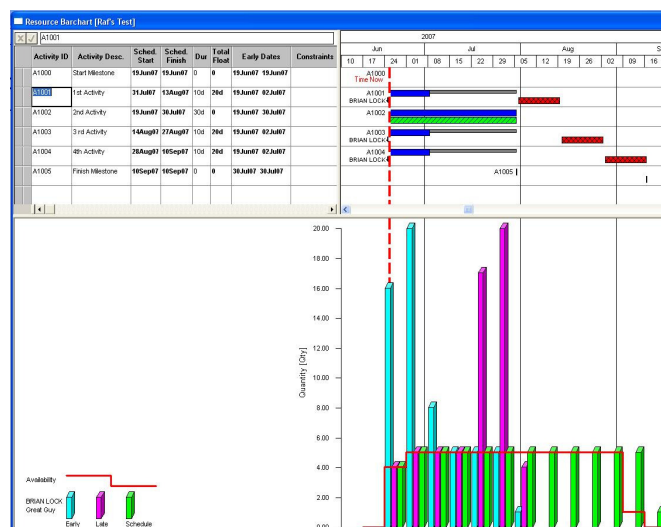 Resource Barchart [Raf's Test]
A1001
Activity ID Activity Desc. Sched. Start Sched. Finish Dur Total Float Early Dates Constraints
A1000 Start Milestone 19Jun07 19Jun07 0 0 19Jun07 19Jun07
A1001 1st Activity 31Jul07 13Aug07 10d 20d 19Jun07 02Jul07
A1002 2nd Activity 19Jun07 30Jul07 30d 0 19Jun07 30Jul07
A1003 3rd Activity 14Aug07 27Aug07 10d 20d 19Jun07 02Jul07
A1004 4th Activity 28Aug07 10Sep07 10d 20d 19Jun07 02Jul07
A1005 Finish Milestone 10Sep07 10Sep07 0 0 30Jul07 30Jul07
2007
Jun Jul Aug S
10 17 24 01 08 15 22 29 05 12 19 26 02 09 16
A1000
Time Now
A1001
BRIAN LOCK
A1002
A1003
BRIAN LOCK
A1004
BRIAN LOCK
A1005
20.00
18.00
16.00
14.00
12.00
10.00
8.00
6.00
4.00
2.00
0.00
Quantity [Qty]
Availability
BRIAN LOCK
Great Guy
Early Late Schedule